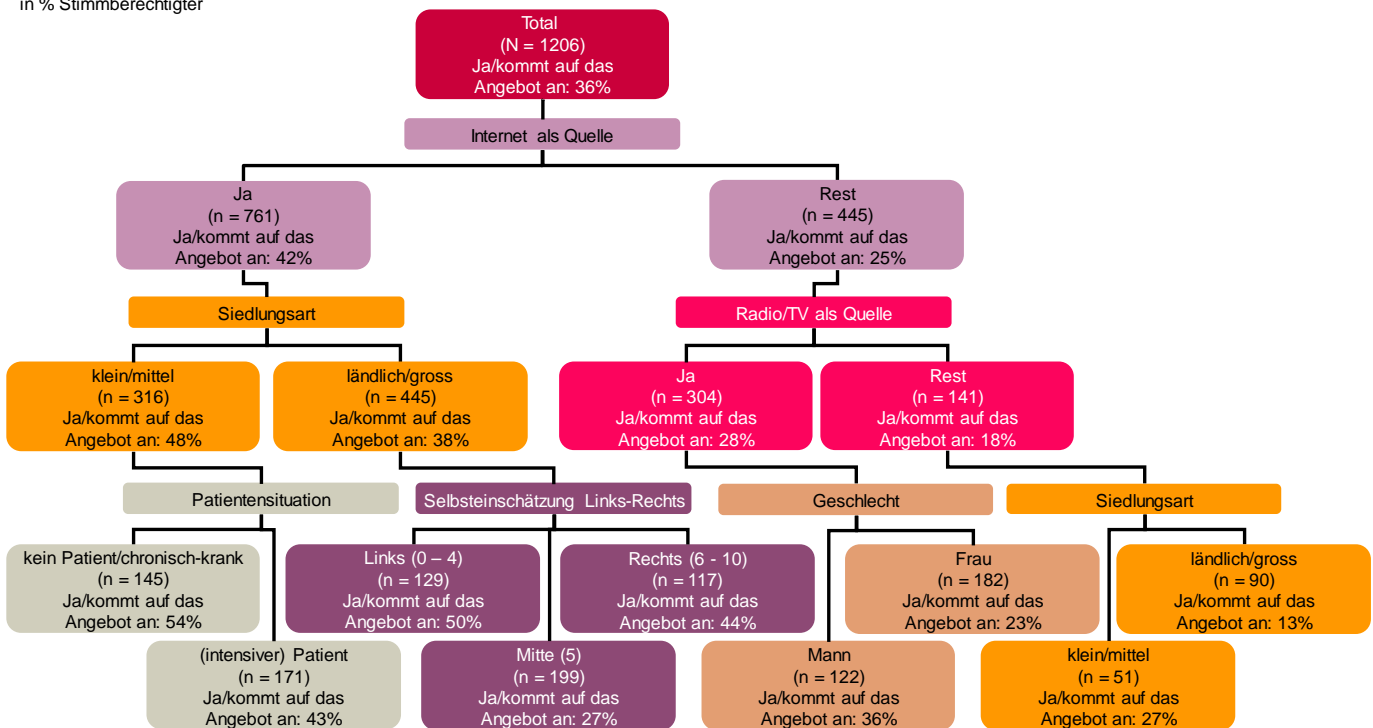 in % Stimmberechtigter
Total
(N = 1206)
Ja/kommt auf das
Angebot an: 36%
Internet als Quelle
Ja
(n = 761)
Ja/kommt auf das
Angebot an: 42%
Rest
(n = 445)
Ja/kommt auf das
Angebot an: 25%
Siedlungsart
Radio/TV als Quelle
klein/mittel
(n = 316)
Ja/kommt auf das
Angebot an: 48%
ländlich/gross
(n = 445)
Ja/kommt auf das
Angebot an: 38%
Ja
(n = 304)
Ja/kommt auf das
Angebot an: 28%
Rest
(n = 141)
Ja/kommt auf das
Angebot an: 18%
Patientensituation
Selbsteinschätzung Links-Rechts
Geschlecht
Siedlungsart
kein Patient/chronisch-krank
(n = 145)
Ja/kommt auf das
Angebot an: 54%
Links (0 – 4)
(n = 129)
Ja/kommt auf das
Angebot an: 50%
Rechts (6 - 10)
(n = 117)
Ja/kommt auf das
Angebot an: 44%
Frau
(n = 182)
Ja/kommt auf das
Angebot an: 23%
ländlich/gross
(n = 90)
Ja/kommt auf das
Angebot an: 13%
(intensiver) Patient
(n = 171)
Ja/kommt auf das
Angebot an: 43%
Mitte (5)
(n = 199)
Ja/kommt auf das
Angebot an: 27%
Mann
(n = 122)
Ja/kommt auf das
Angebot an: 36%
klein/mittel
(n = 51)
Ja/kommt auf das
Angebot an: 27%